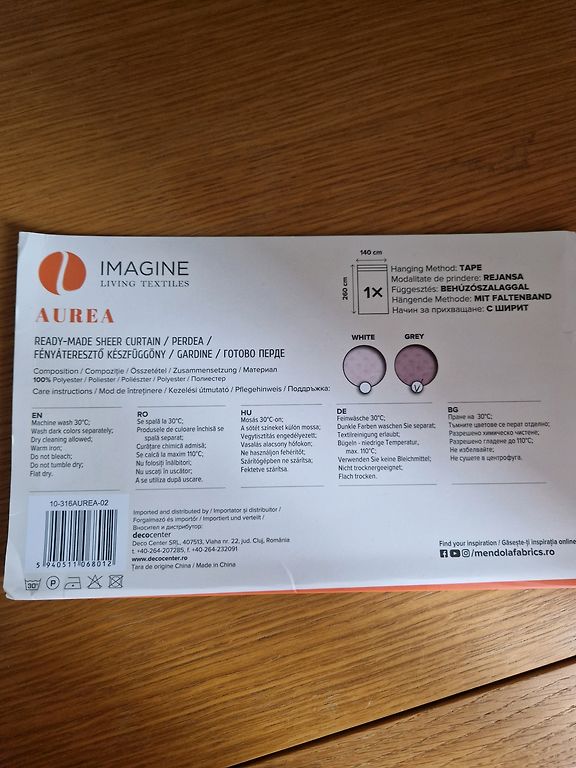 IMAGINE
LIVING TEXTILES
AUREA
READY-MADE SHEER CURTAIN / PERDEA /
FÉNYÁTERESZTŐ KÉSZFÜGGÖNY / GARDINE / ГОТОВО ПЕРДЕ
Composition / Compoziție / Összetétel / Zusammensetzung / Материал
100% Polyester / Poliester / Poliészter / Polyester / Полиестер
Care instructions / Mod de întreținere / Kezelési útmutató / Pflegehinweis / Поддръжка:
140 cm
260 cm
1X
Hanging Method: TAPE
Modalitate de prindere: REJANSA
Függesztés: BEHÚZÓSZALAGGAL
Hängende Methode: MIT FALTENBAND
Начин за прихващане: С ШИРИТ
WHITE
GREY
EN
Machine wash 30°C;
Wash dark colors separately;
Dry cleaning allowed;
Warm iron;
Do not bleach;
Do not tumble dry;
Flat dry.
RO
Se spală la 30°C;
Produsele de culoare închisă se
spală separat;
Curățare chimică admisă;
Se calcă la maxim 110°C;
Nu folosiți înălbitori;
Nu uscați în uscător;
A se utiliza după uscare.
HU
Mosás 30°C-on;
A sötét színeket külön mossa;
Vegytisztítás engedélyezett;
Vasalás alacsony hőfokon;
Ne használjon fehérítőt;
Szárítógépben ne szárítsa;
Fektetve szárítsa.
DE
Feinwäsche 30°C;
Dunkle Farben waschen Sie separat;
Textilreinigung erlaubt;
Bügeln - niedrige Temperatur,
max. 110°C;
Verwenden Sie keine Bleichmittel;
Nicht trocknergeeignet;
Flach trocken.
BG
Пране на 30°C;
Тъмните цветове се перат отделно;
Разрешено химическо чистене;
Разрешено гладене до 110°C;
Не избелвайте;
Не сушете в центрофуга.
10-316AUREA-02
5 940511 068012
30°
P
Imported and distributed by / Importator și distribuitor /
Forgalmazó és importőr / Importiert und verteilt /
Вносител и дистрибутор:
decocenter
Deco Center SRL, 407513, Vlaha nr. 22, jud. Cluj, România
t. +40-264-207285, f. +40-264-232091
www.decocenter.ro
Tara de origine China / Made in China
Find your inspiration / Găsește-ți inspirația online
/mendolafabrics.ro